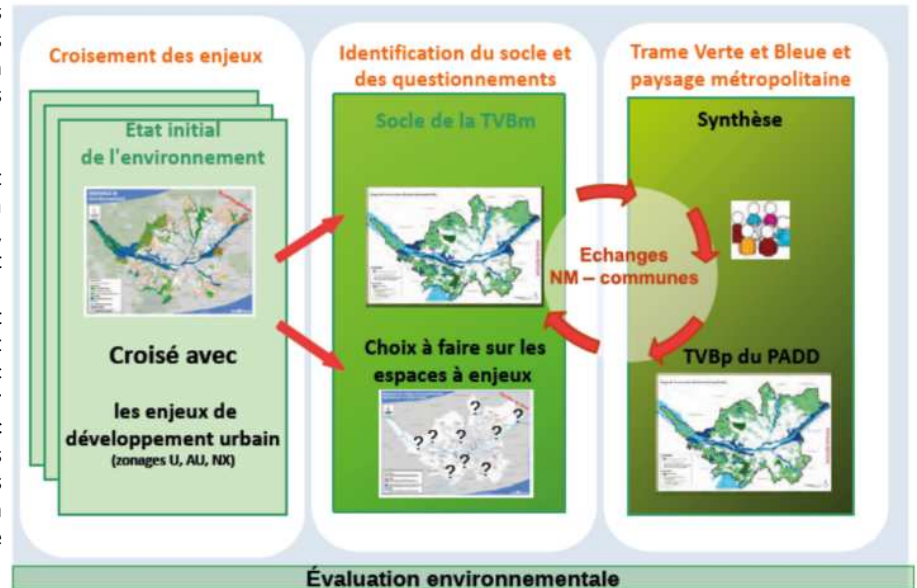 Croisement des enjeux
Etat initial
de l'environnement
Croisé avec
les enjeux de
développement urbain
(zonages U, AU, NX)
Identification du socle et
des questionnements
Socle de la TVBm
Choix à faire sur les
espaces à enjeux
? ? ? ? ? ? ? ?
Echanges
NM – communes
Trame Verte et Bleue et
paysage métropolitaine
Synthèse
TVBp du PADD
Évaluation environnementale